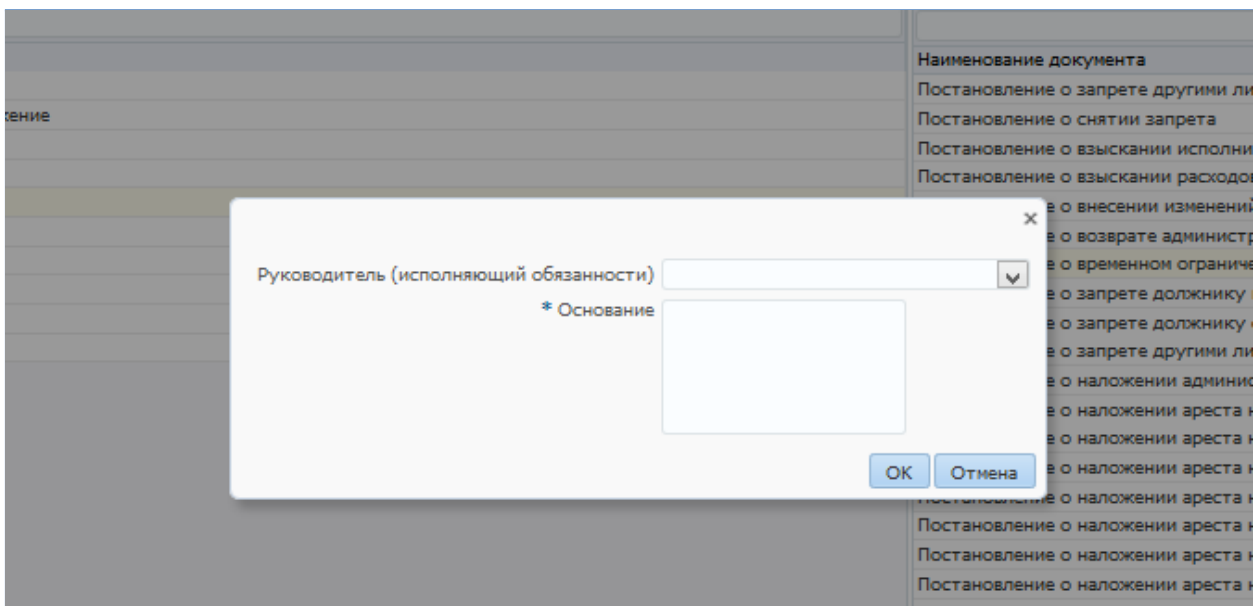 Наименование документа
Постановление о запрете другими ли
жение
Постановление о снятии запрета
Постановление о взыскании исполни
Постановление о взыскании расходов
е о внесении изменений
е о возврате администр
е о временном ограниче
е о запрете должнику
е о запрете должнику
е о запрете другими ли
е о наложении админис
е о наложении ареста н
е о наложении ареста н
е о наложении ареста н
Постановление о наложении ареста н
Постановление о наложении ареста н
Постановление о наложении ареста н
Постановление о наложении ареста н
×
Руководитель (исполняющий обязанности)
* Основание
OK
Отмена